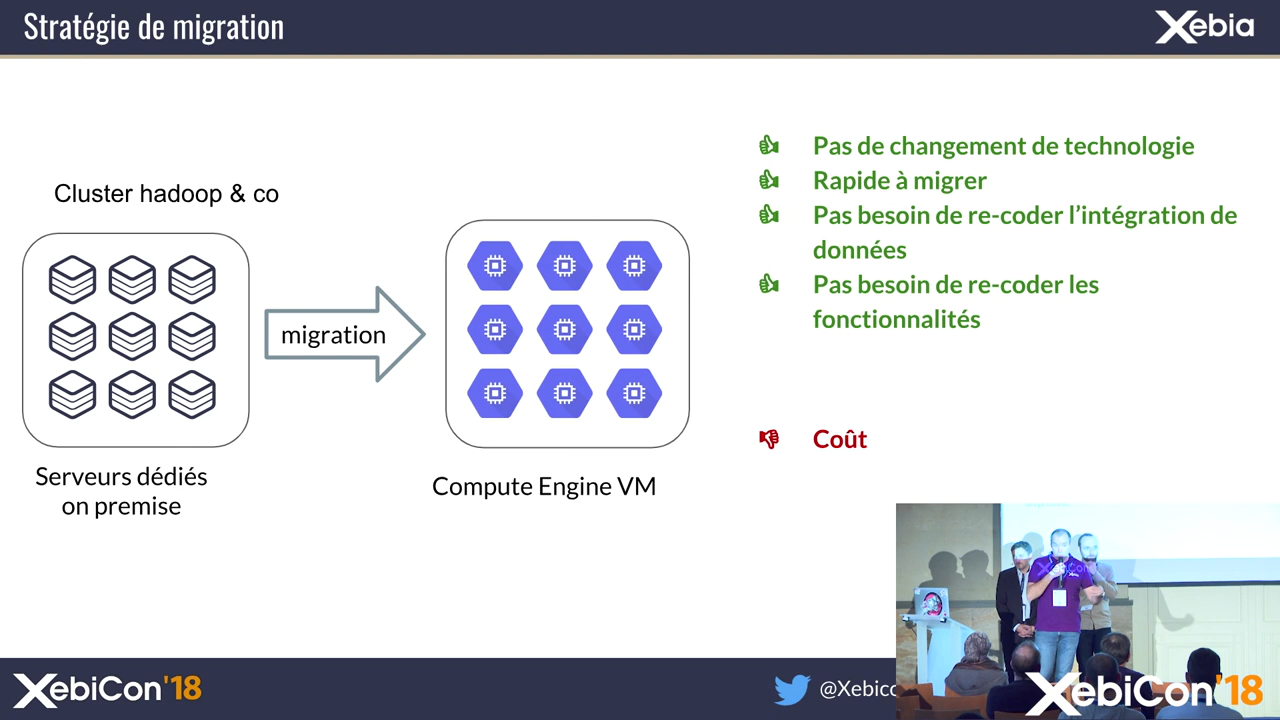 Stratégie de migration
Xebia
Cluster hadoop & co
migration
Serveurs dédiés
on premise
Compute Engine VM
Pas de changement de technologie
Rapide à migrer
Pas besoin de re-coder l’intégration de
données
Pas besoin de re-coder les
fonctionnalités
Coût
XebiCon'18
@Xebico
XebiCon'18